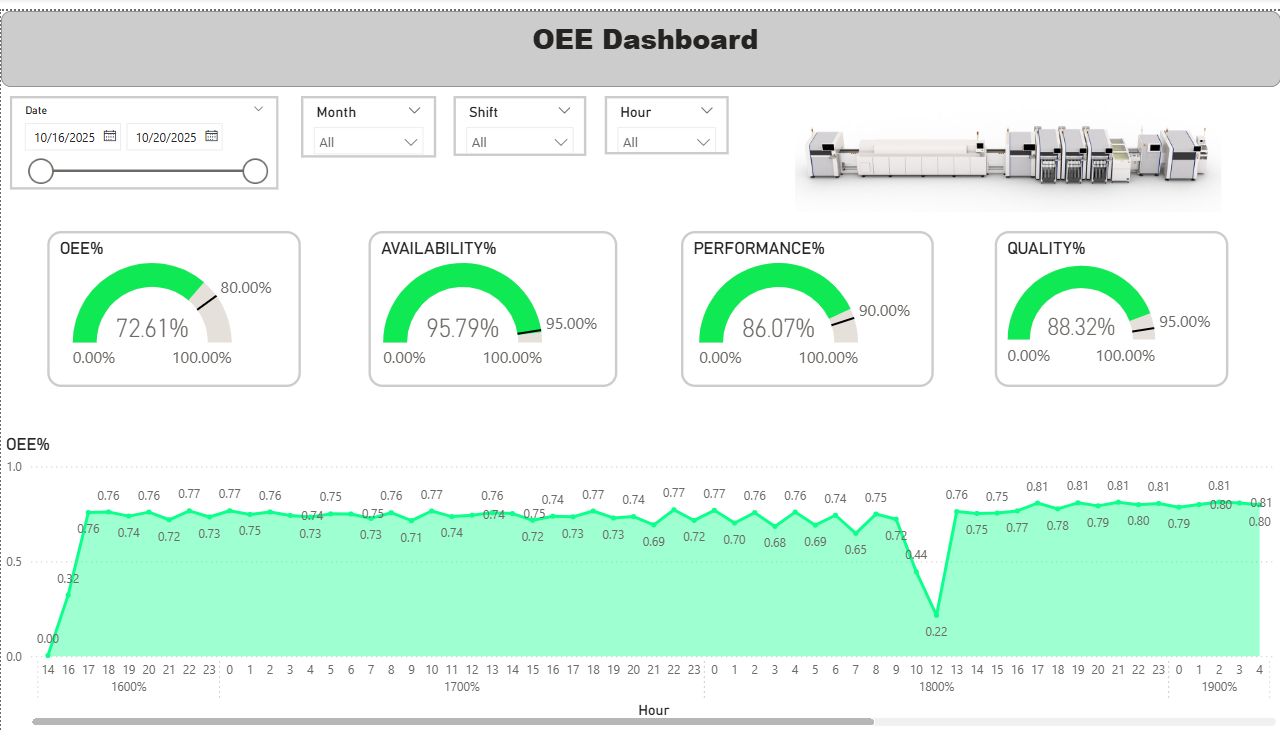 OEE Dashboard
Date
10/16/2025 10/20/2025
Month
All
Shift
All
Hour
All
OEE%
80.00%
72.61%
0.00% 100.00%
AVAILABILITY%
95.00%
95.79%
0.00% 100.00%
PERFORMANCE%
90.00%
86.07%
0.00% 100.00%
QUALITY%
95.00%
88.32%
0.00% 100.00%
OEE%
1.0
0.5
0.0
0.00 0.32 0.76 0.76 0.74 0.76 0.72 0.77 0.73 0.77 0.75 0.76 0.73 0.74 0.75 0.75 0.73 0.76 0.71 0.77 0.74 0.76 0.74 0.75 0.72 0.74 0.73 0.77 0.73 0.74 0.69 0.77 0.72 0.77 0.70 0.76 0.68 0.76 0.69 0.74 0.65 0.75 0.72 0.44 0.22 0.76 0.75 0.75 0.77 0.81 0.78 0.81 0.79 0.81 0.80 0.81 0.79 0.80 0.81 0.81 0.80
14 16 17 18 19 20 21 22 23 0 1 2 3 4 5 6 7 8 9 10 11 12 13 14 15 16 17 18 19 20 21 22 23 0 1 2 3 4 5 6 7 8 9 10 12 13 14 15 16 17 18 19 20 21 22 23 0 1 2 3 4
1600% 1700% 1800% 1900%
Hour